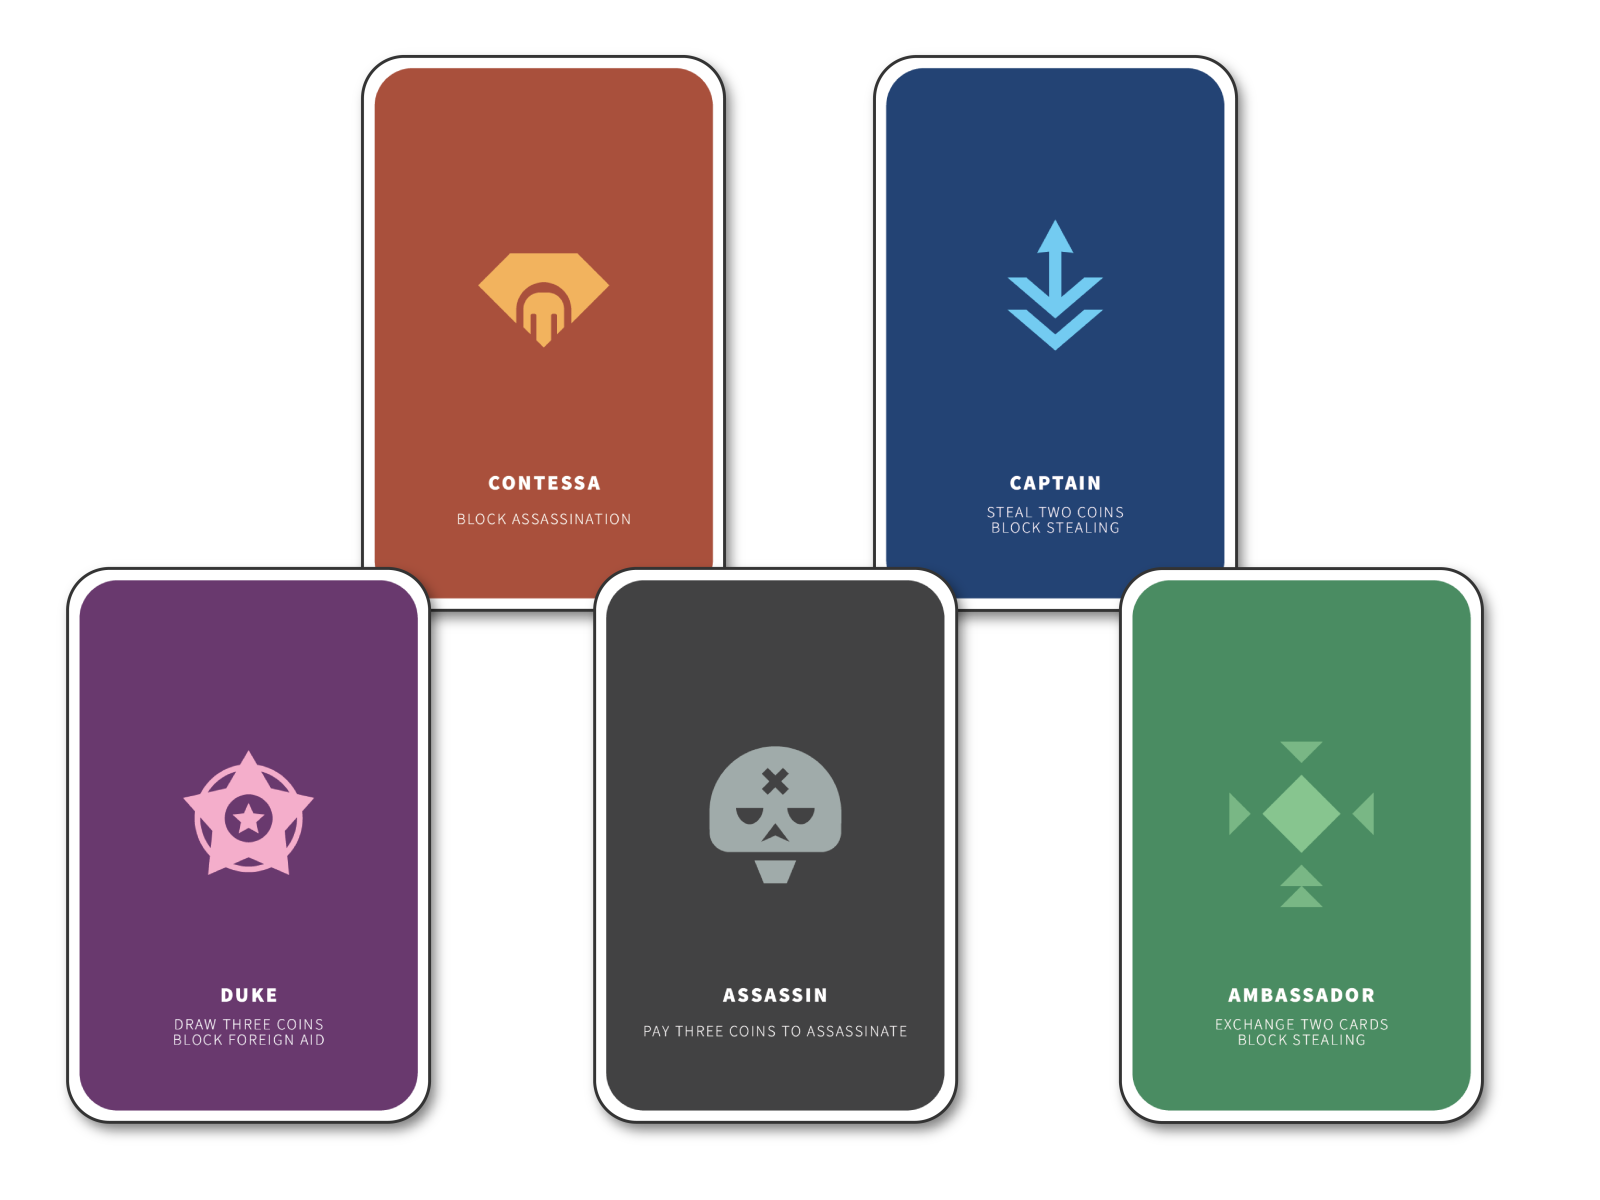 CONTESSA
BLOCK ASSASSINATION
CAPTAIN
STEAL TWO COINS
BLOCK STEALING
DUKE
DRAW THREE COINS
BLOCK FOREIGN AID
ASSASSIN
PAY THREE COINS TO ASSASSINATE
AMBASSADOR
EXCHANGE TWO CARDS
BLOCK STEALING